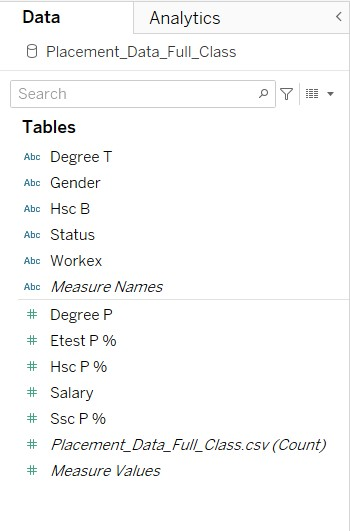 Data Analytics
Placement_Data_Full_Class
Search
Tables
Abc Degree T
Abc Gender
Abc Hsc B
Abc Status
Abc Workex
Abc Measure Names
# Degree P
# Etest P %
# Hsc P %
# Salary
# Ssc P %
# Placement_Data_Full_Class.csv (Count)
# Measure Values